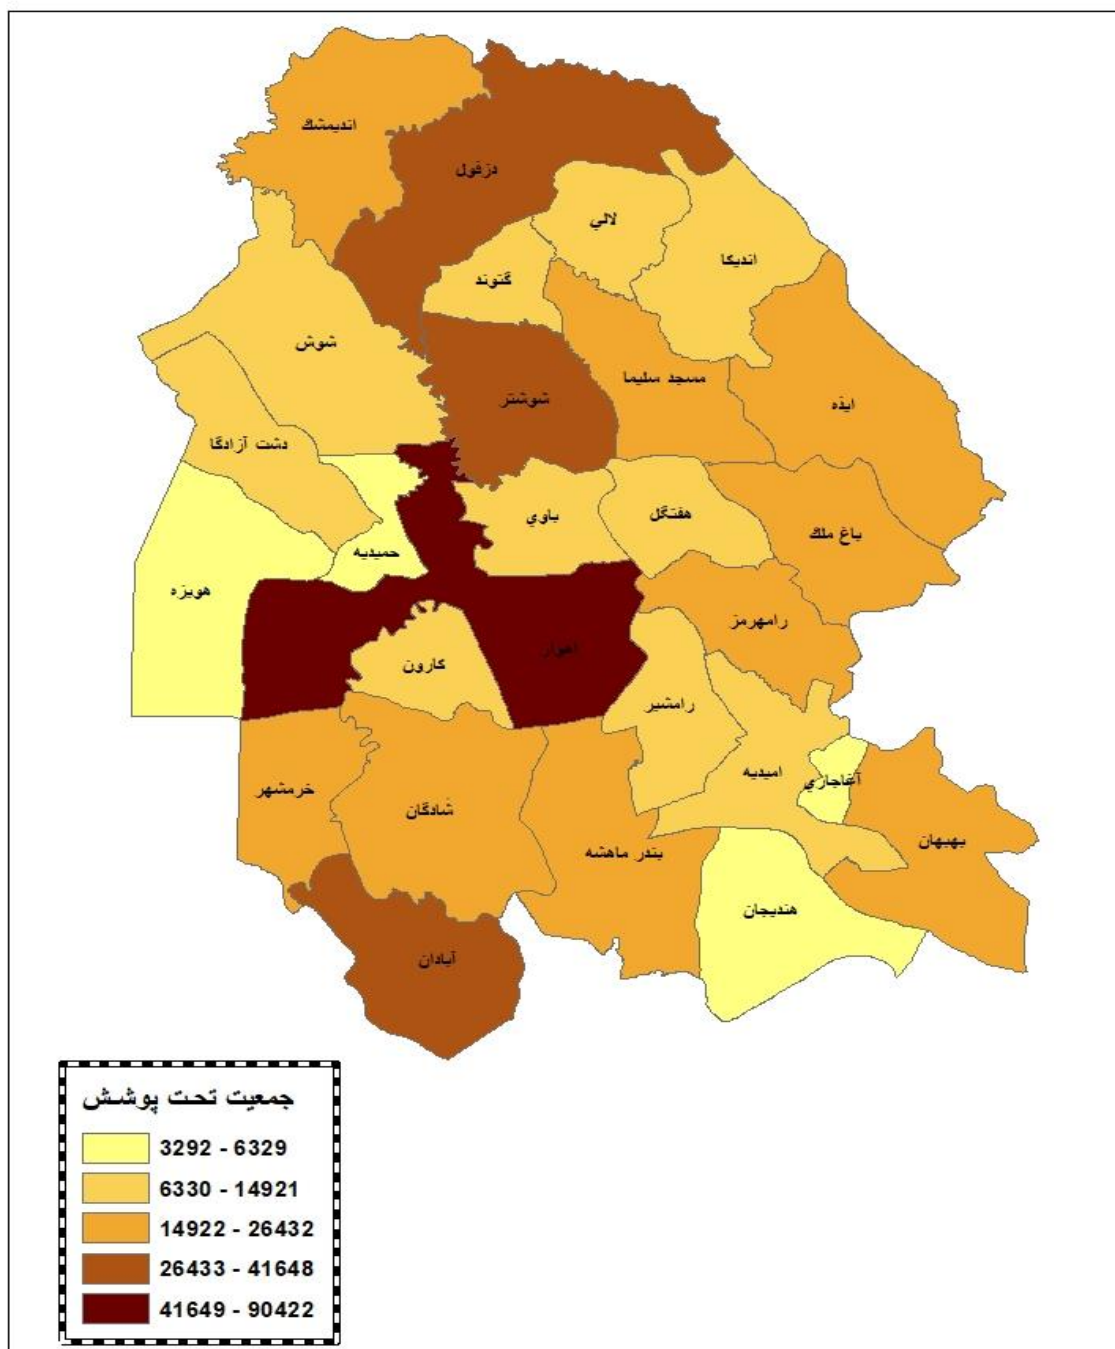 اندیمشك
دزفول
لالي
اندیکا
گتوند
شوش
مسجد سلیما
ایذه
شوشتر
دشت آزادگا
هفتگل
باوي
باغ ملك
حمیدیه
هویزه
رامهرمز
اهواز
کارون
رامشیر
امیدیه
آغاجاري
خرمشهر
شادگان
بهبهان
بندر ماهشه
هندیجان
آبادان
جمعیت تحت پوشش
3292 - 6329
6330 - 14921
14922 - 26432
26433 - 41648
41649 - 90422